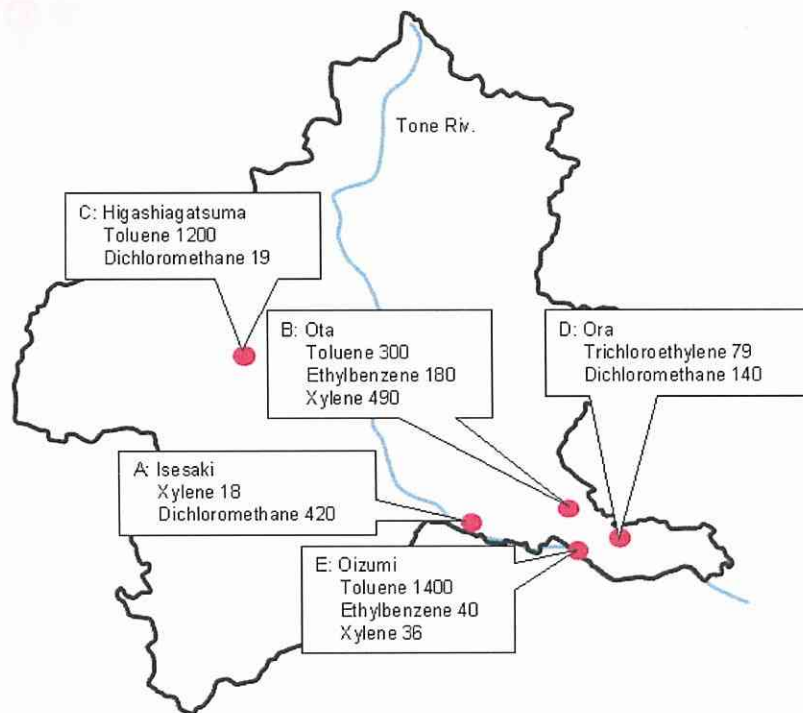 Tone Riv.
C: Higashiagatsuma
Toluene 1200
Dichloromethane 19
B: Ota
Toluene 300
Ethylbenzene 180
Xylene 490
D: Ora
Trichloroethylene 79
Dichloromethane 140
A: Isesaki
Xylene 18
Dichloromethane 420
E: Oizumi
Toluene 1400
Ethylbenzene 40
Xylene 36